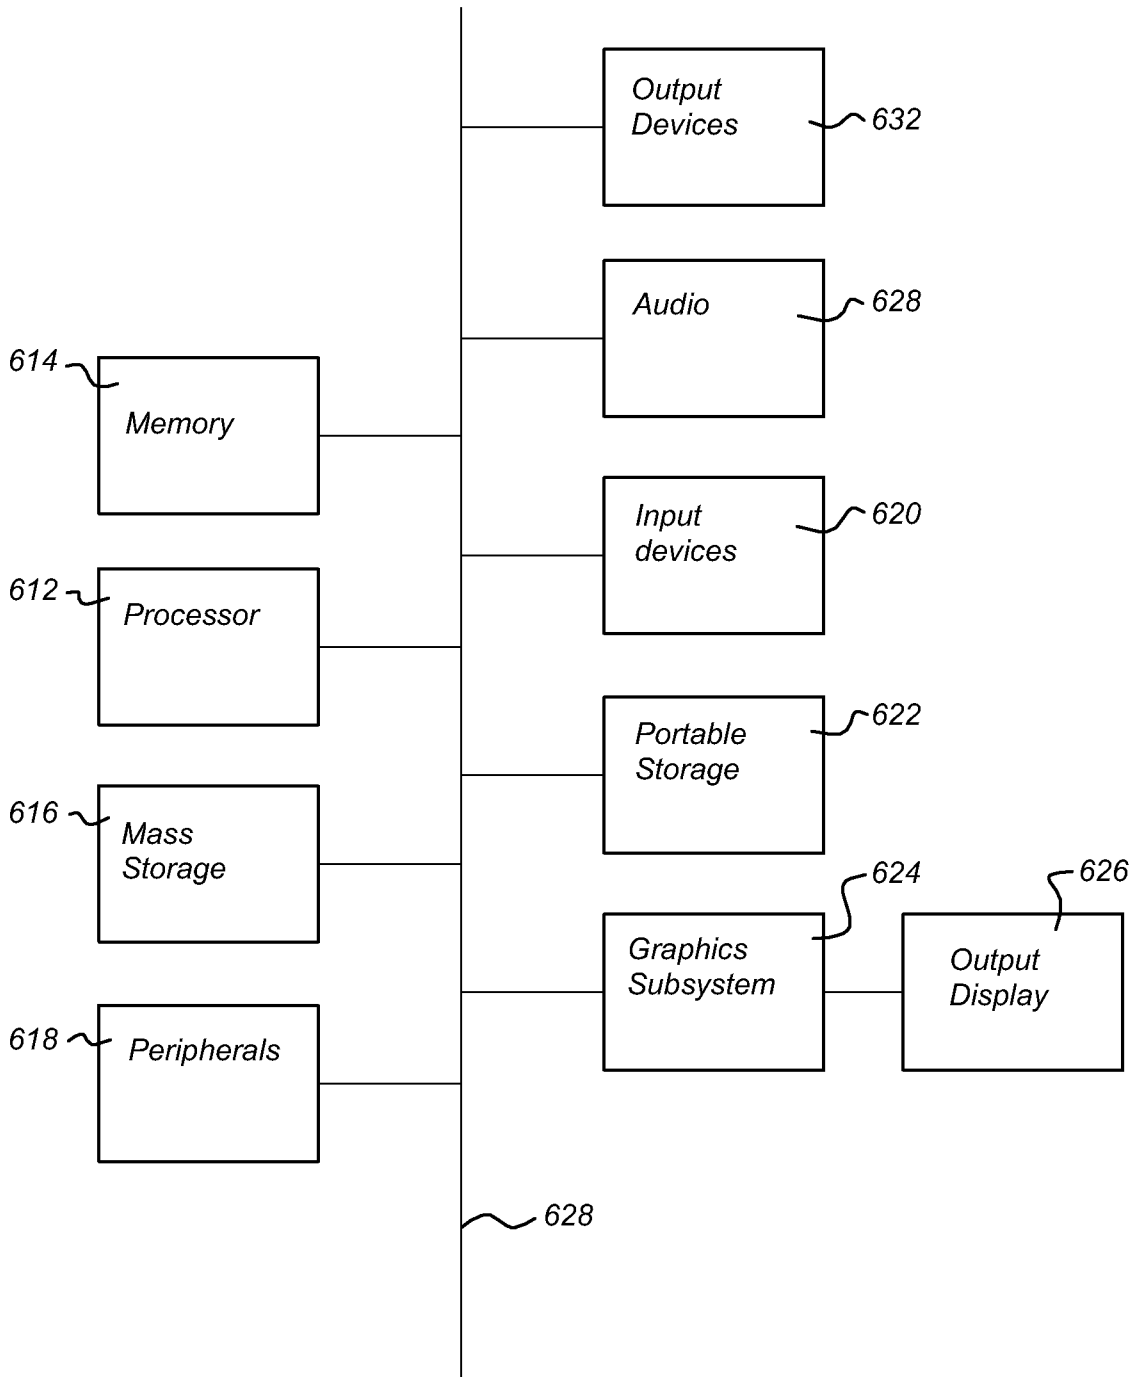 Output
Devices
632
Audio
628
614
Memory
Input
devices
620
612
Processor
Portable
Storage
622
616
Mass
Storage
624
626
Graphics
Subsystem
Output
Display
618
Peripherals
628